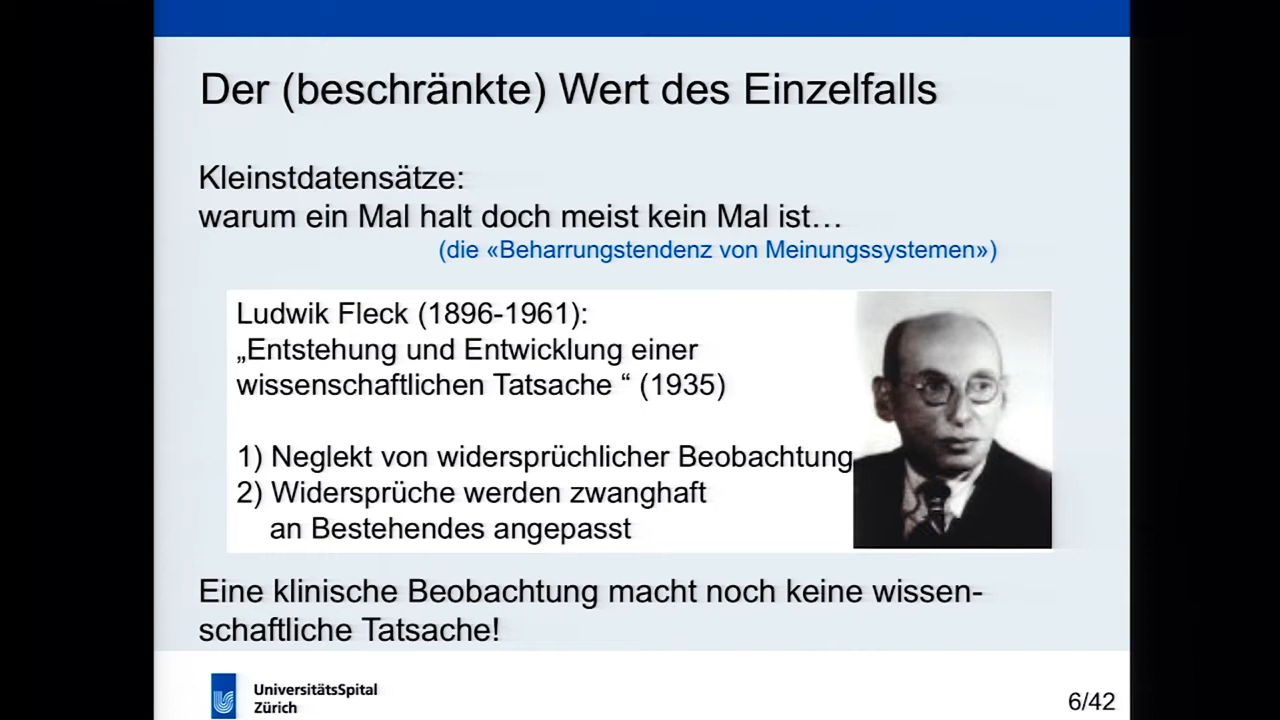 Der (beschränkte) Wert des Einzelfalls
Kleinstdatensätze:
warum ein Mal halt doch meist kein Mal ist…
(die «Beharrungstendenz von Meinungssystemen»)
Ludwik Fleck (1896-1961):
„Entstehung und Entwicklung einer
wissenschaftlichen Tatsache “ (1935)
1) Neglekt von widersprüchlicher Beobachtung
2) Widersprüche werden zwanghaft
an Bestehendes angepasst
Eine klinische Beobachtung macht noch keine wissen-
schaftliche Tatsache!
UniversitätsSpital
Zürich
6/42